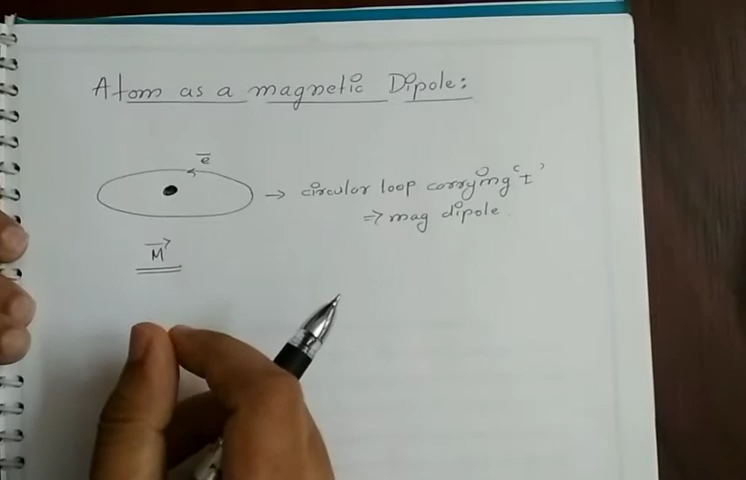 Atom as a magnetic Dipole:
e̅
→ circular loop carrying 'I'
⇒ mag dipole.
M⃗